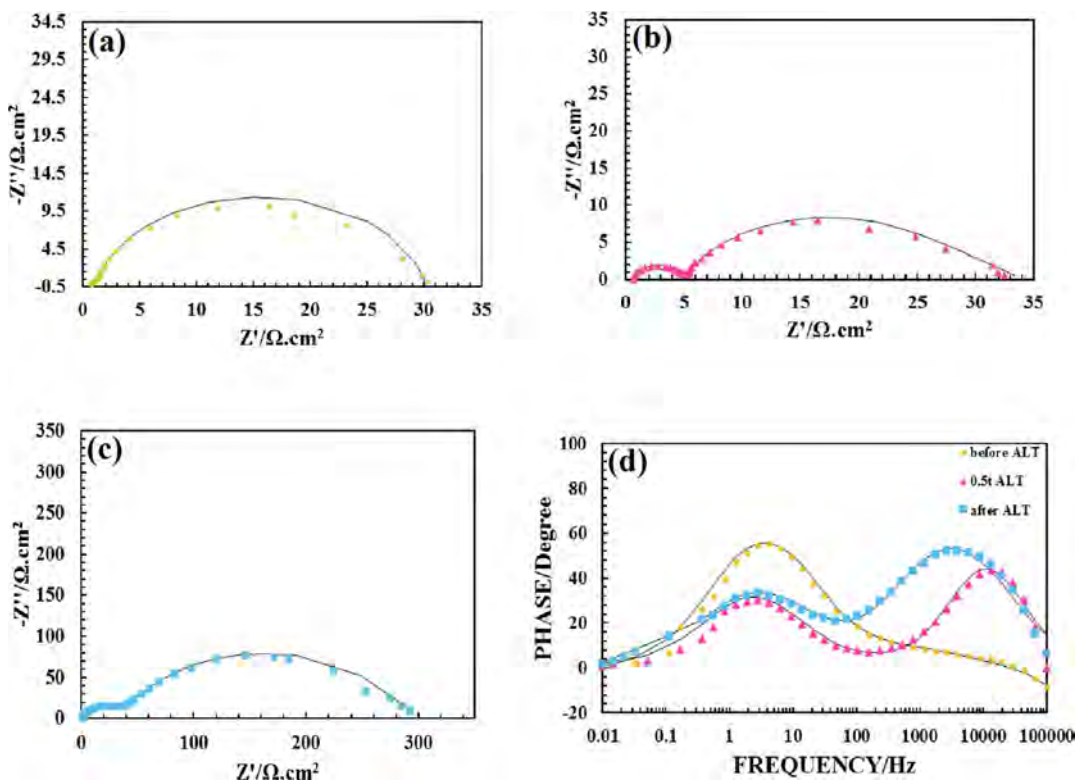 (a)
34.5
29.5
24.5
19.5
14.5
9.5
4.5
-0.5
-Z''/Ω.cm²
0 5 10 15 20 25 30 35
Z'/Ω.cm²
(b)
35
30
25
20
15
10
5
0
-Z''/Ω.cm²
0 5 10 15 20 25 30 35
Z'/Ω.cm²
(c)
350
300
250
200
150
100
50
0
-Z''/Ω.cm²
0 100 200 300
Z'/Ω.cm²
(d)
100
80
60
40
20
0
-20
PHASE/Degree
before ALT
0.5t ALT
after ALT
0.01 0.1 1 10 100 1000 10000 100000
FREQUENCY/Hz